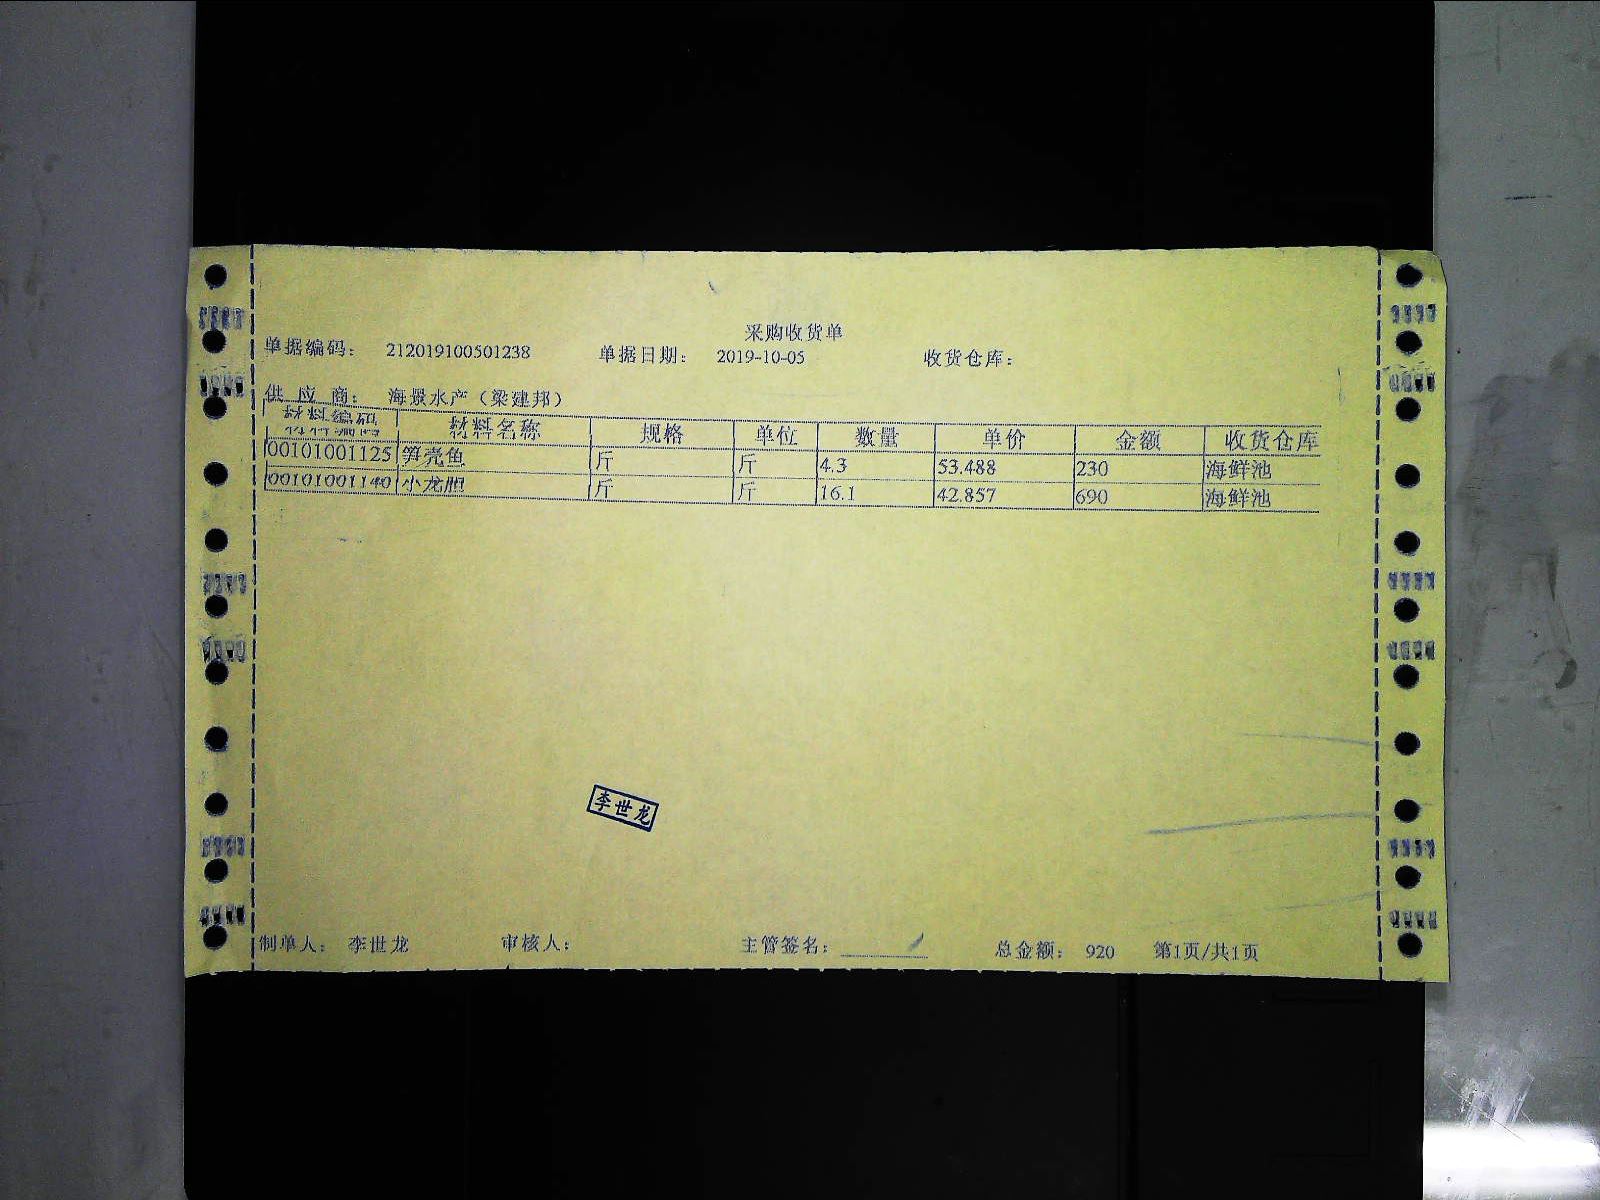 采购收货单
单据编码： 212019100501238 单据日期： 2019-10-05 收货仓库：
供 应 商： 海景水产（梁建邦）
材料编码 材料名称 规格 单位 数量 单价 金额 收货仓库
00101001125 笋壳鱼 斤 斤 4.3 53.488 230 海鲜池
00101001140 小龙胆 斤 斤 16.1 42.857 690 海鲜池
李世龙
制单人： 李世龙 审核人： 主管签名： 总金额： 920 第1页/共1页